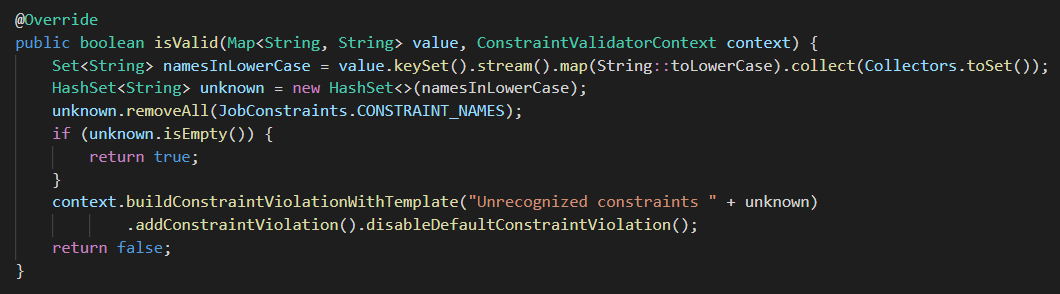 @Override
public boolean isValid(Map<String, String> value, ConstraintValidatorContext context) {
    Set<String> namesInLowerCase = value.keySet().stream().map(String::toLowerCase).collect(Collectors.toSet());
    HashSet<String> unknown = new HashSet<>(namesInLowerCase);
    unknown.removeAll(JobConstraints.CONSTRAINT_NAMES);
    if (unknown.isEmpty()) {
        return true;
    }
    context.buildConstraintViolationWithTemplate("Unrecognized constraints " + unknown)
            .addConstraintViolation().disableDefaultConstraintViolation();
    return false;
}